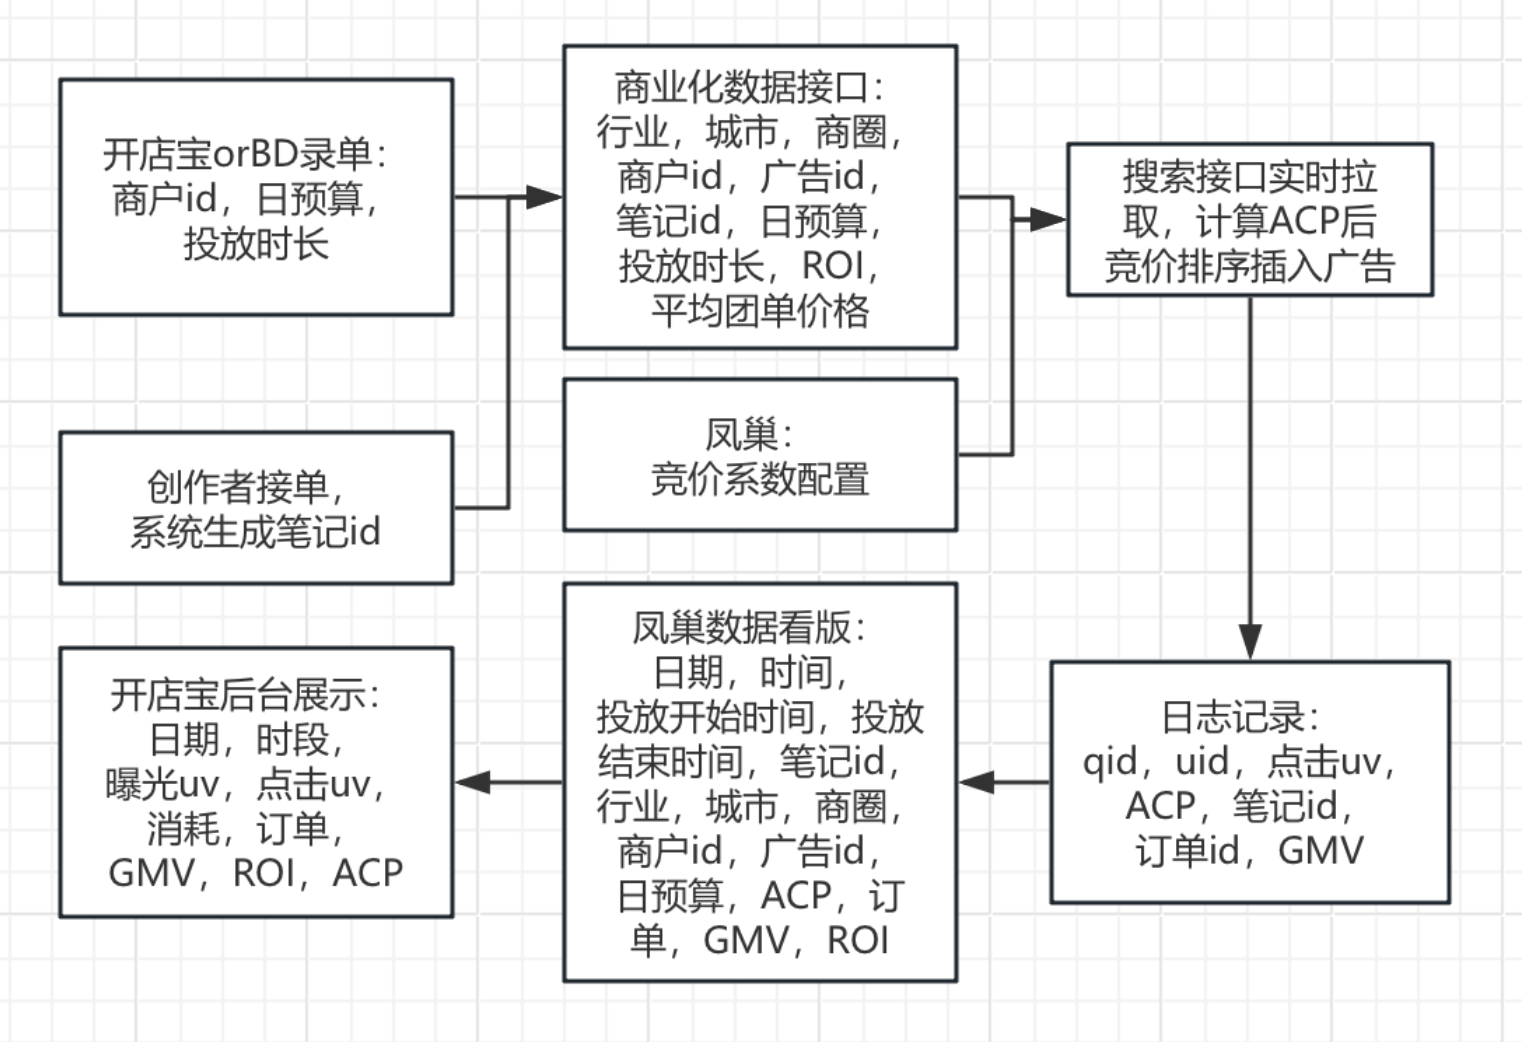 开店宝orBD录单：
商户id，日预算，
投放时长
商业化数据接口：
行业，城市，商圈，
商户id，广告id，
笔记id，日预算，
投放时长，ROI，
平均团单价格
搜索接口实时拉
取，计算ACP后
竞价排序插入广告
创作者接单，
系统生成笔记id
凤巢：
竞价系数配置
开店宝后台展示：
日期，时段，
曝光uv，点击uv，
消耗，订单，
GMV，ROI，ACP
凤巢数据看版：
日期，时间，
投放开始时间，投放
结束时间，笔记id，
行业，城市，商圈，
商户id，广告id，
日预算，ACP，订
单，GMV，ROI
日志记录：
qid，uid，点击uv，
ACP，笔记id，
订单id，GMV